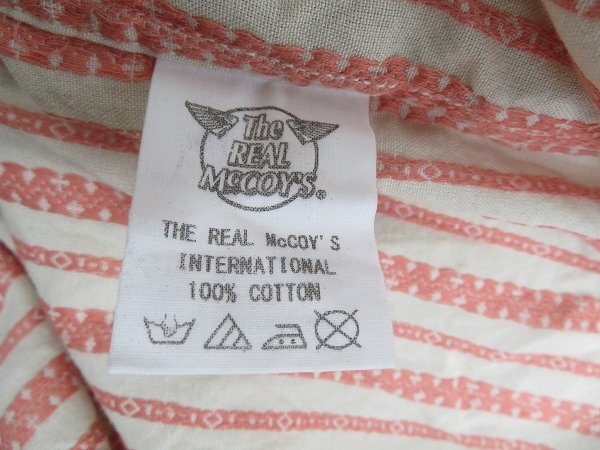 The
REAL
McCOY'S®
THE REAL McCOY'S
INTERNATIONAL
100% COTTON